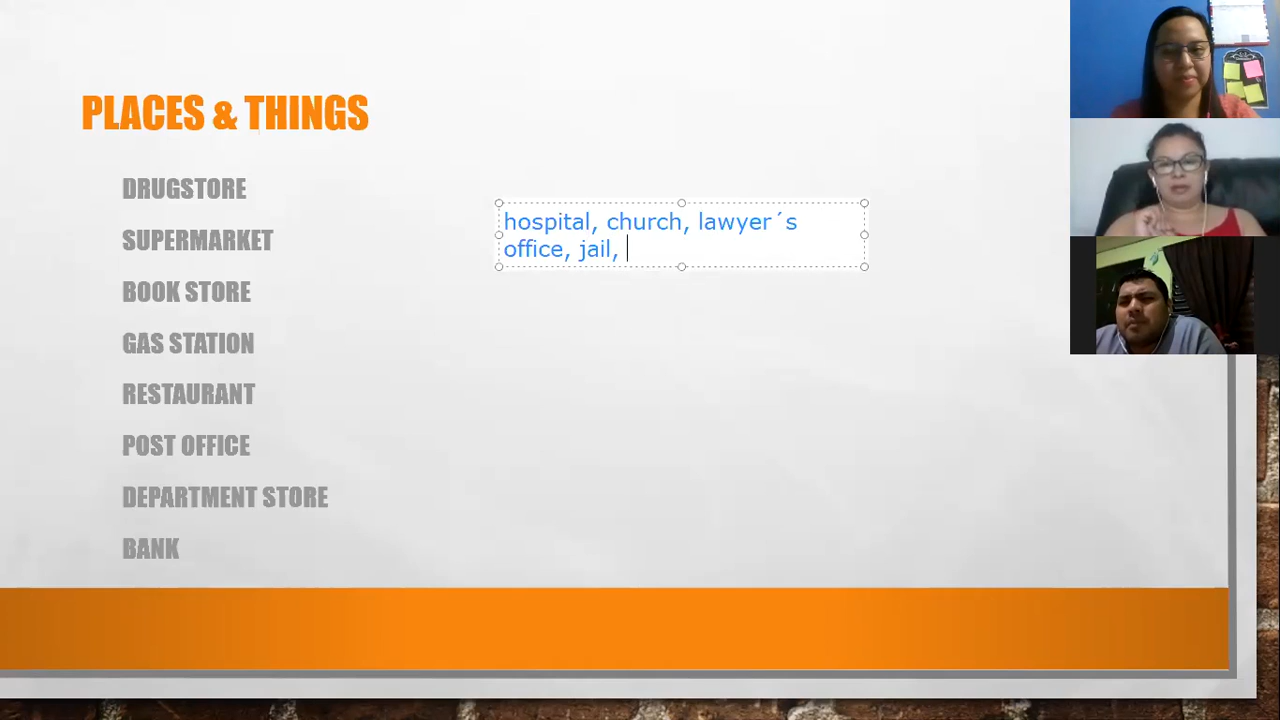 PLACES & THINGS
DRUGSTORE
SUPERMARKET
BOOK STORE
GAS STATION
RESTAURANT
POST OFFICE
DEPARTMENT STORE
BANK
hospital, church, lawyer´s
office, jail,